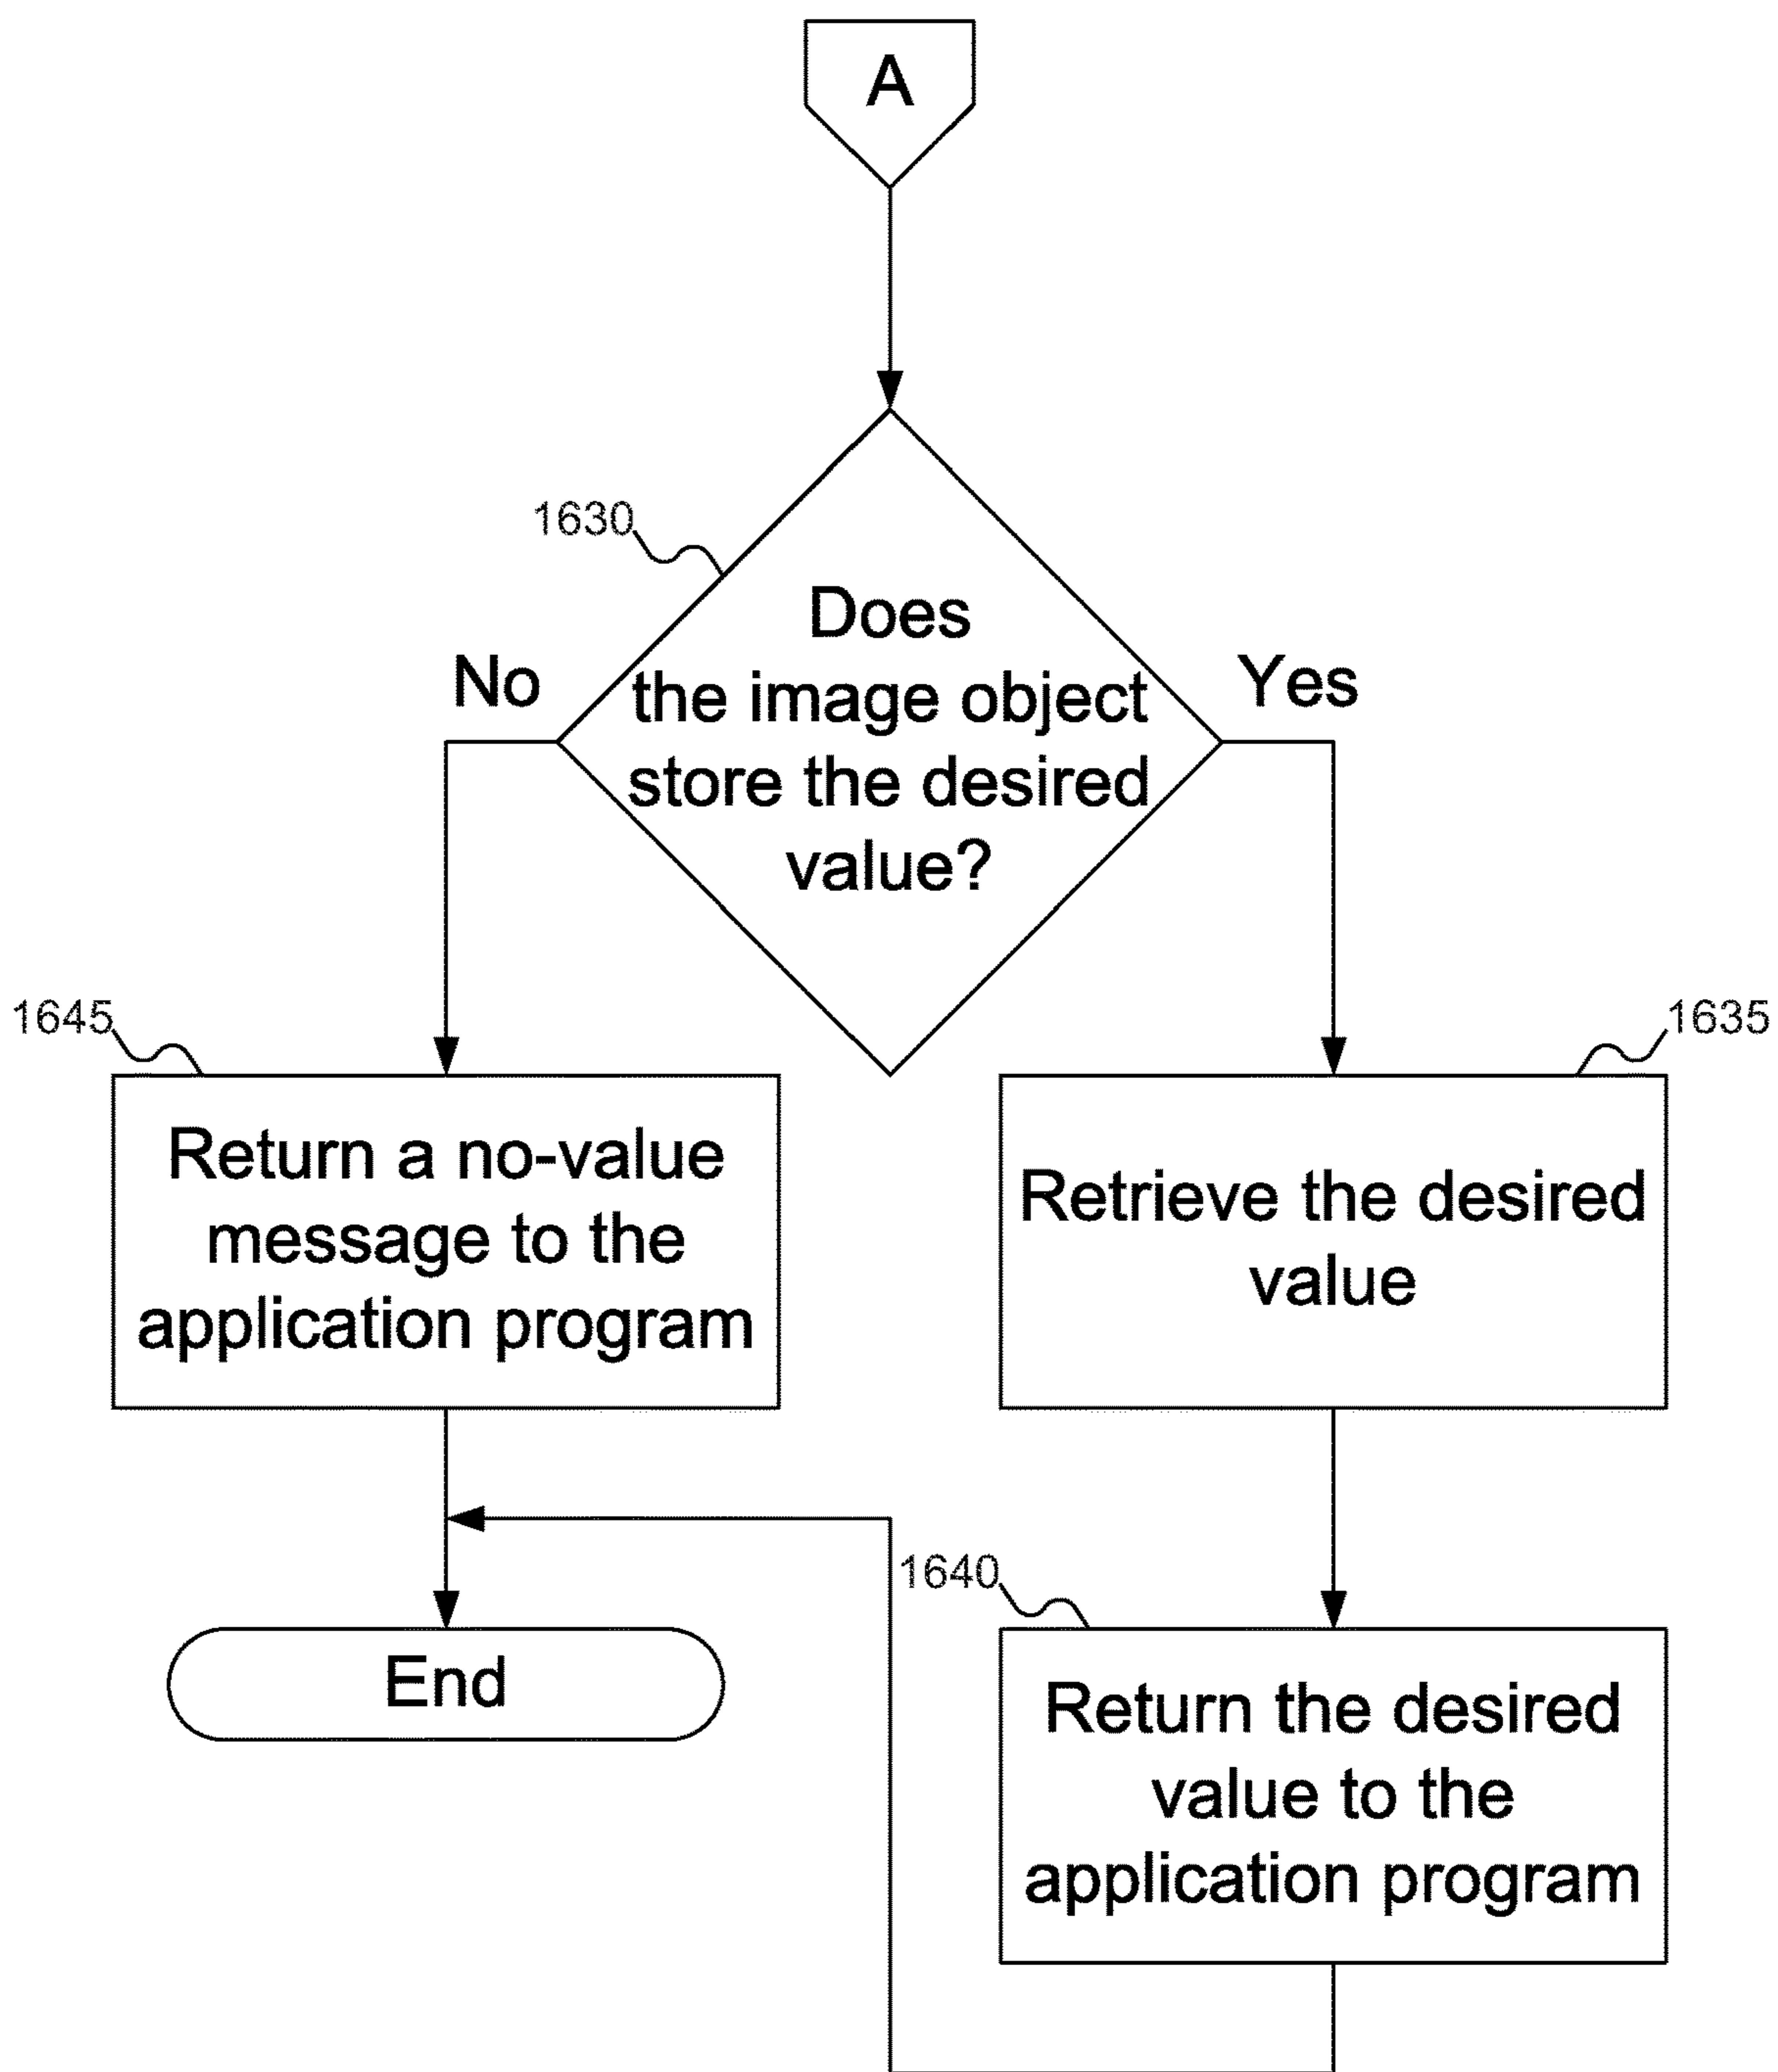 A
1630
Does
the image object
store the desired
value?
No
Yes
1645
Return a no-value
message to the
application program
1635
Retrieve the desired
value
End
1640
Return the desired
value to the
application program